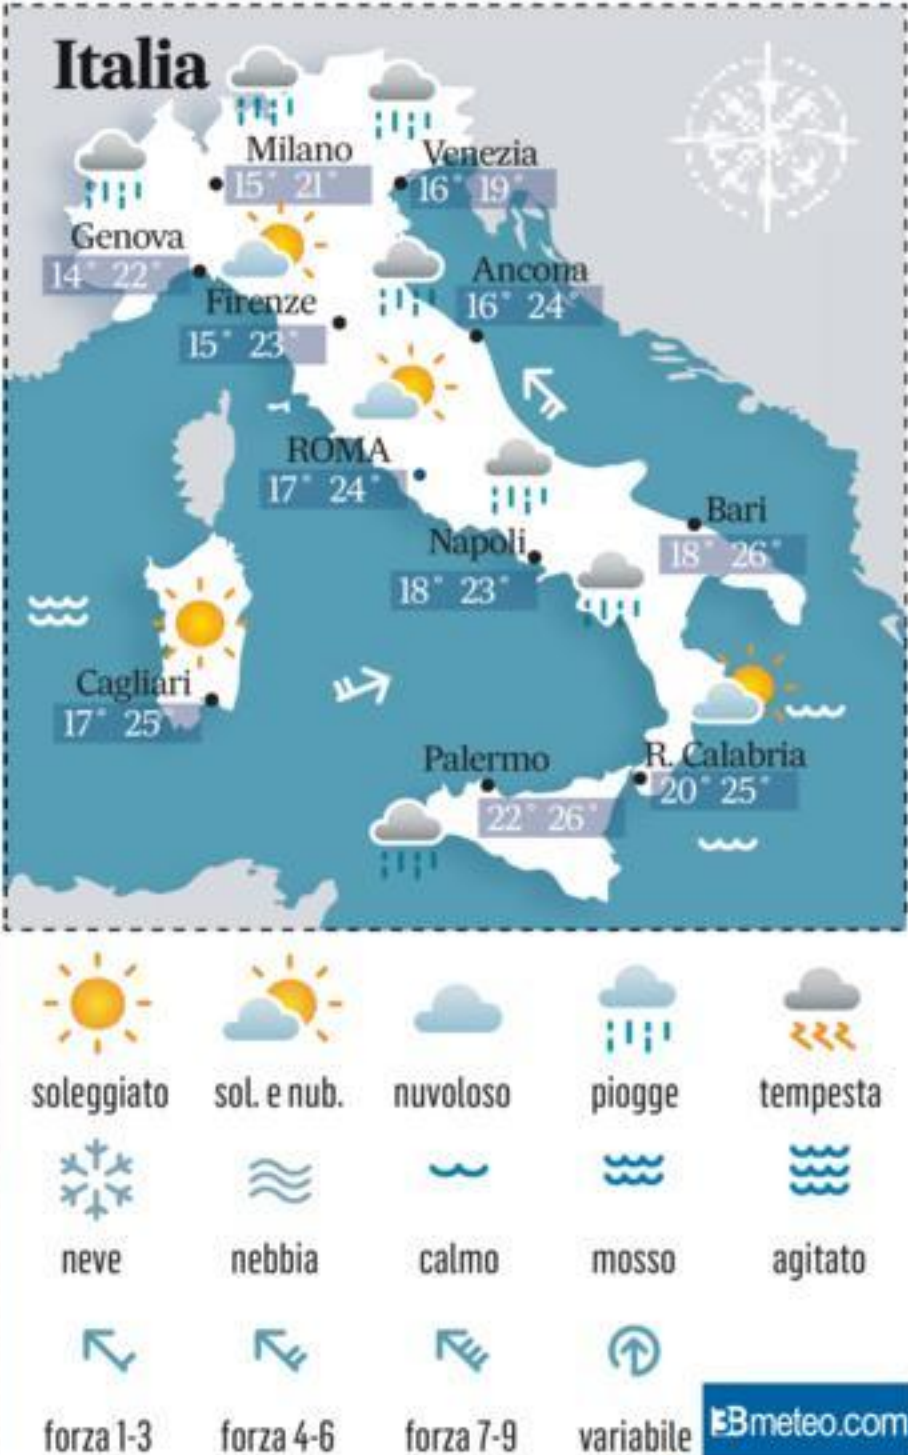 Italia
Milano
15° 21°
Venezia
16° 19°
Genova
14° 22°
Ancona
16° 24°
Firenze
15° 23°
ROMA
17° 24°
Bari
18° 26°
Napoli
18° 23°
Cagliari
17° 25°
Palermo
22° 26°
R. Calabria
20° 25°
soleggiato sol. e nub. nuvoloso piogge tempesta
neve nebbia calmo mosso agitato
forza 1-3 forza 4-6 forza 7-9 variabile
3Bmeteo.com